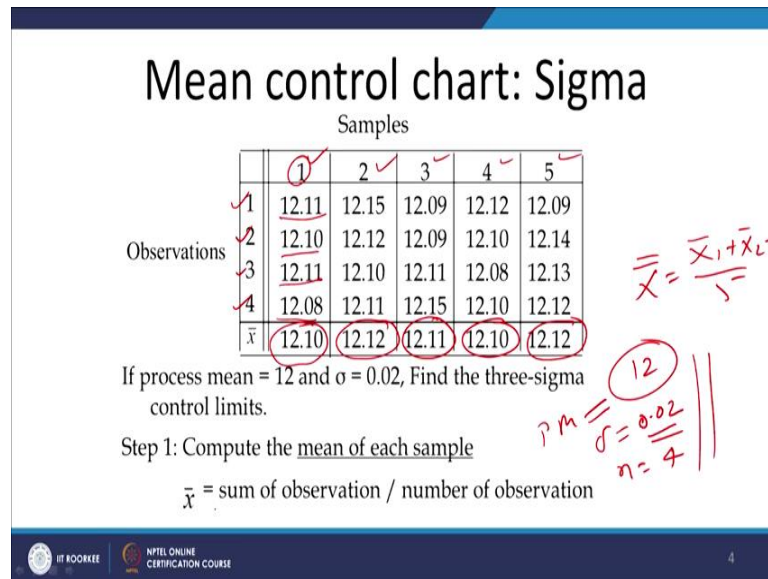 Mean control chart: Sigma
Samples
1 2 3 4 5
1 12.11 12.15 12.09 12.12 12.09
Observations 2 12.10 12.12 12.09 12.10 12.14
3 12.11 12.10 12.11 12.08 12.13
4 12.08 12.11 12.15 12.10 12.12
x̄ 12.10 12.12 12.11 12.10 12.12
X̿ = x̄₁ + x̄₂
If process mean = 12 and σ = 0.02, Find the three-sigma
control limits.
PM = 12
σ = 0.02
n = 4
Step 1: Compute the mean of each sample
x̄ = sum of observation / number of observation
IIT ROORKEE
NPTEL ONLINE
CERTIFICATION COURSE
4